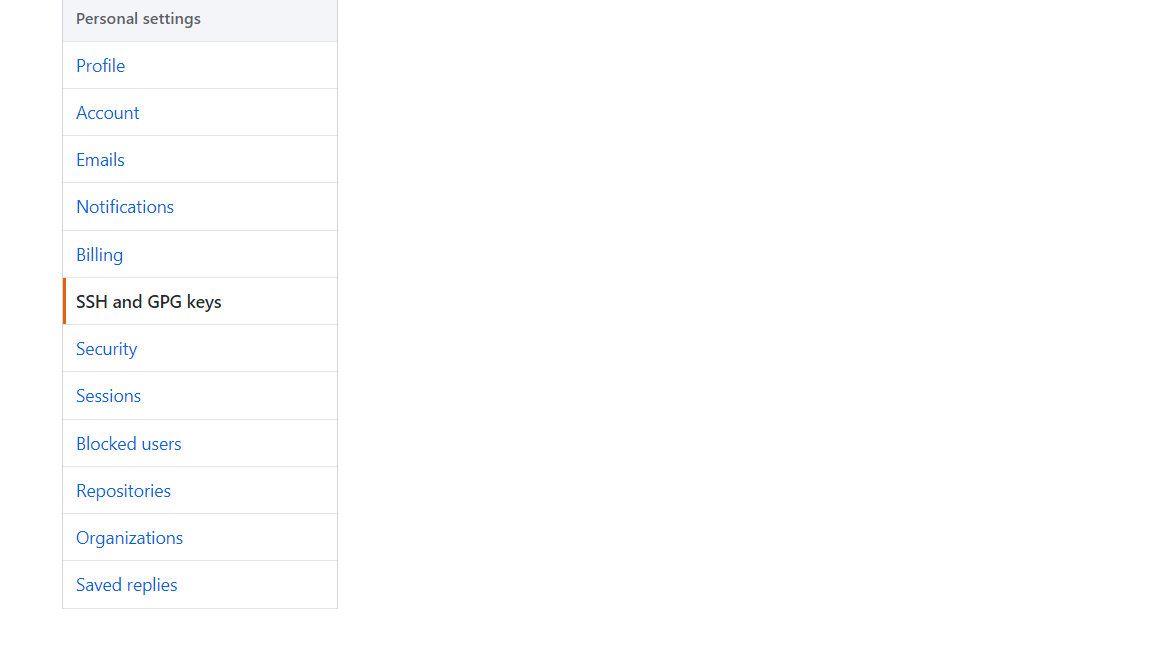 Personal settings
Profile
Account
Emails
Notifications
Billing
SSH and GPG keys
Security
Sessions
Blocked users
Repositories
Organizations
Saved replies